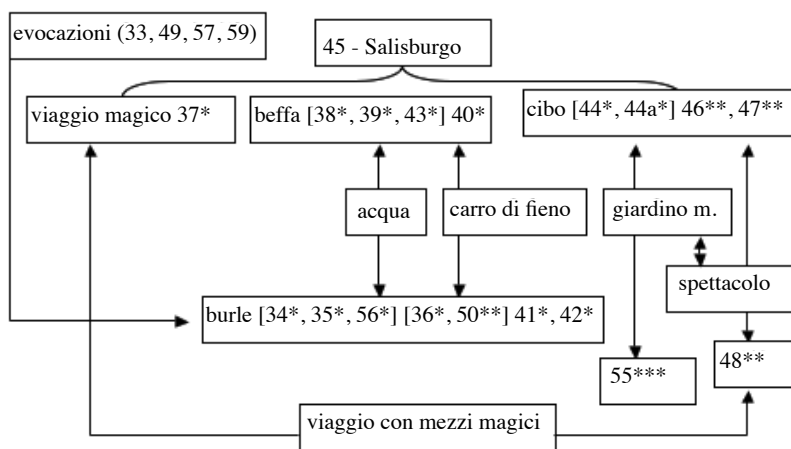 evocazioni (33, 49, 57, 59)
45 - Salisburgo
viaggio magico 37*
beffa [38*, 39*, 43*] 40*
cibo [44*, 44a*] 46**, 47**
acqua
carro di fieno
giardino m.
spettacolo
burle [34*, 35*, 56*] [36*, 50**] 41*, 42*
48**
55***
viaggio con mezzi magici